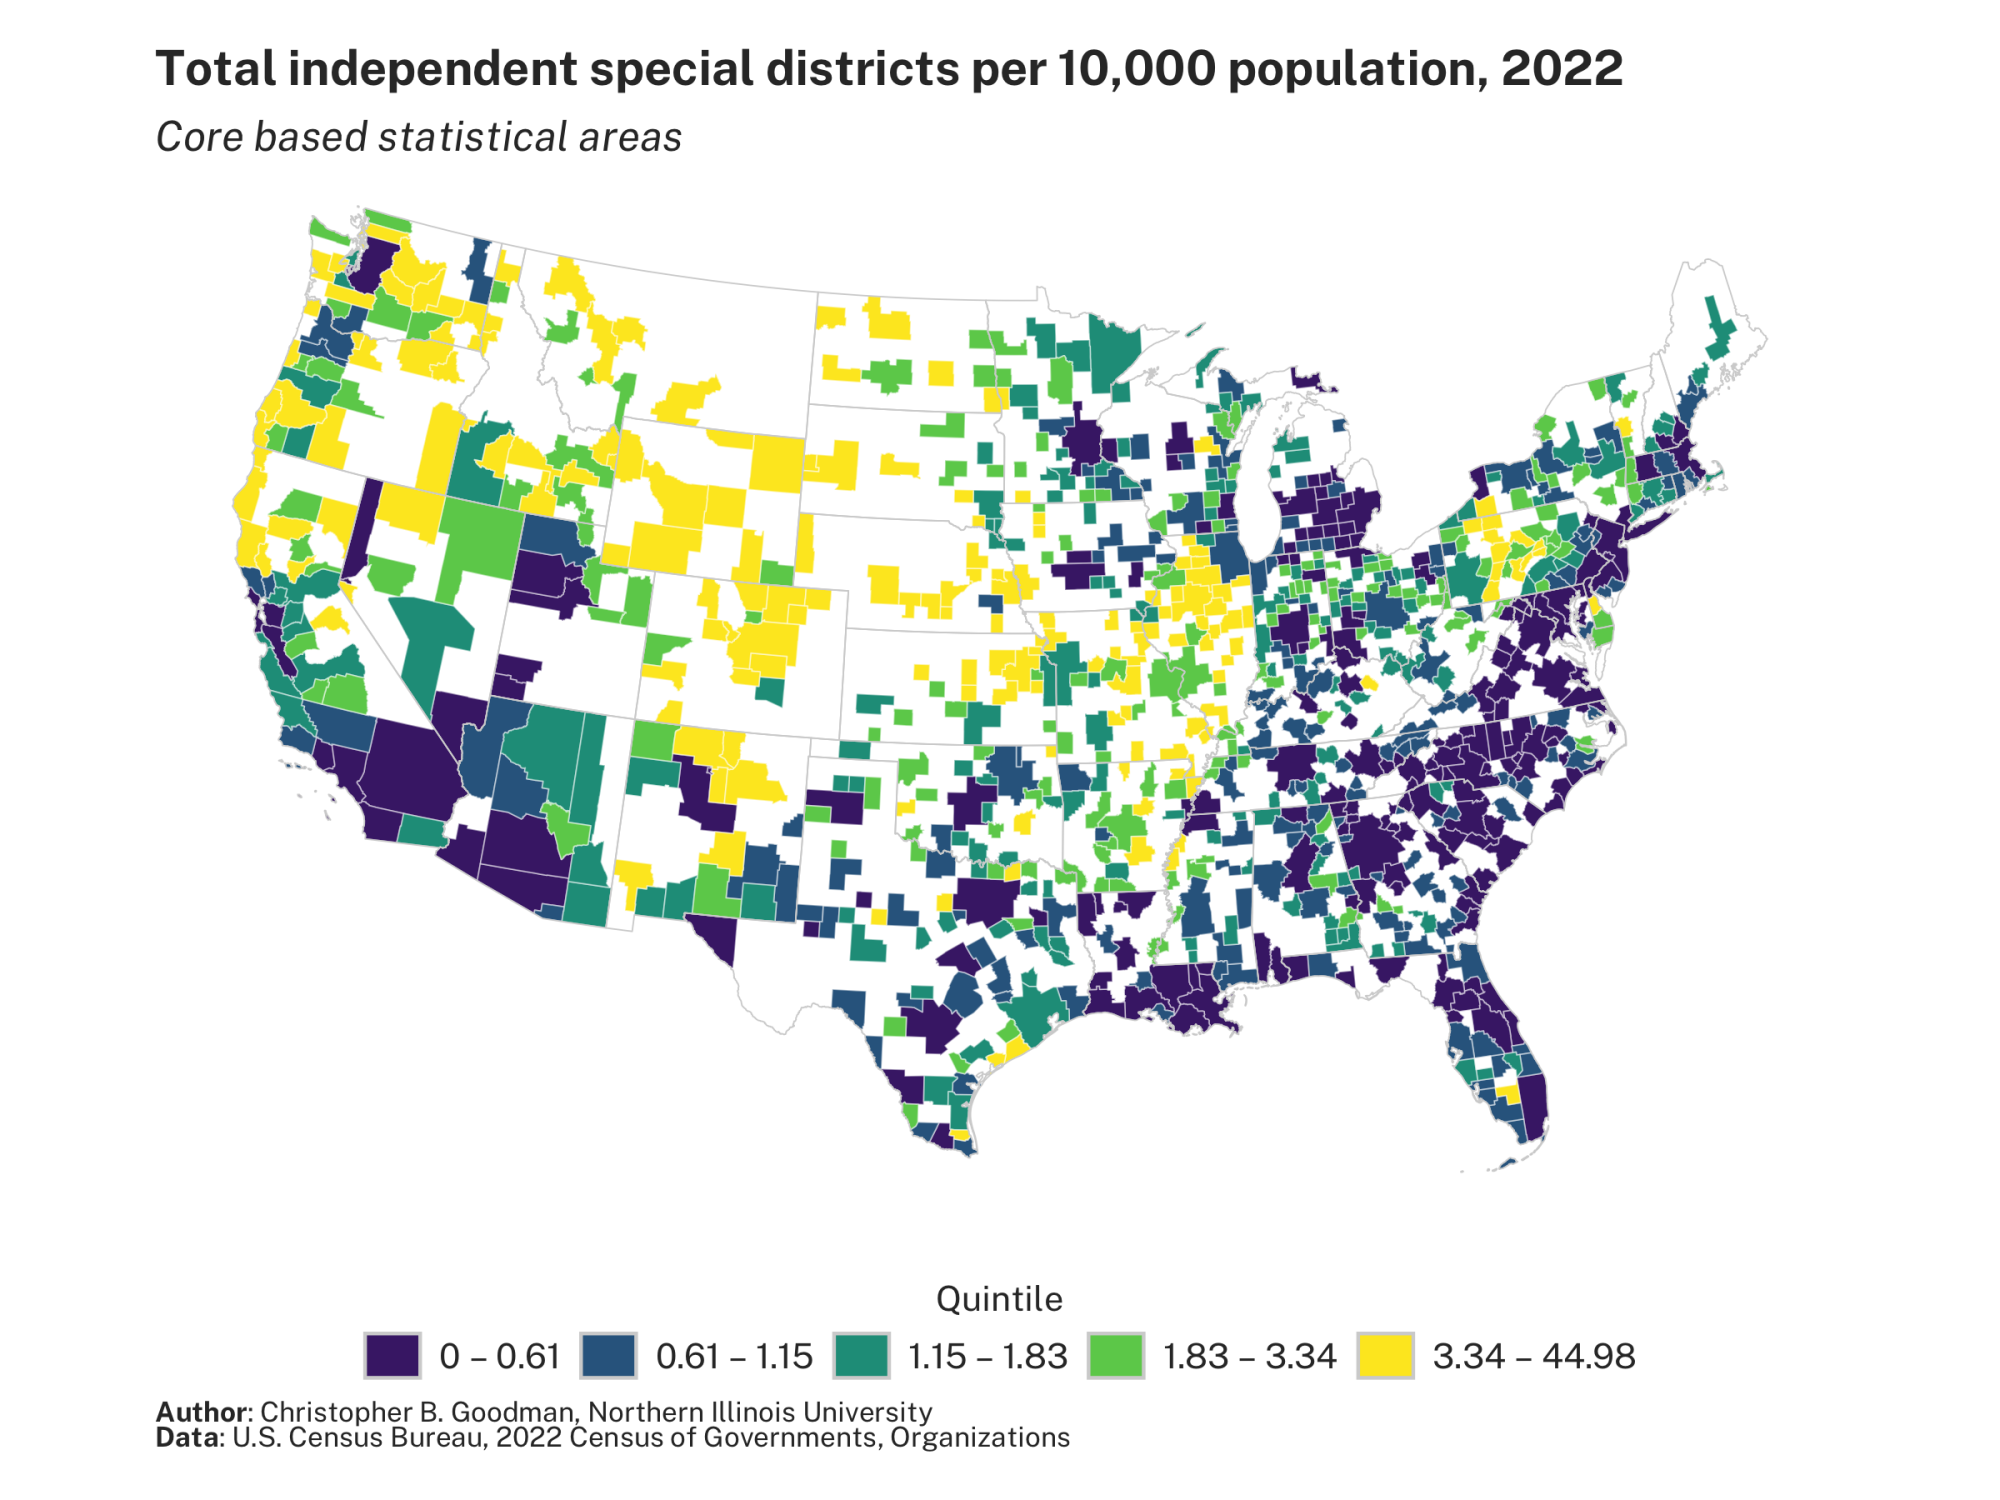 Total independent special districts per 10,000 population, 2022
Core based statistical areas
Quintile
0 – 0.61 0.61 – 1.15 1.15 – 1.83 1.83 – 3.34 3.34 – 44.98
Author: Christopher B. Goodman, Northern Illinois University
Data: U.S. Census Bureau, 2022 Census of Governments, Organizations